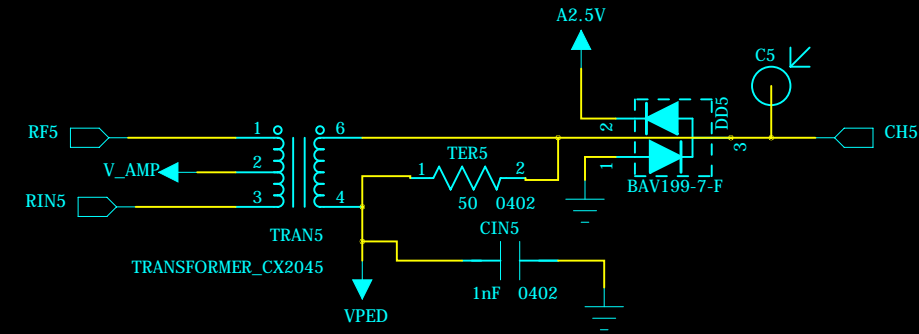 A2.5V
C5
RF5
1
6
2
DD5
3
CH5
V_AMP
2
TER5
1
2
1
BAV199-7-F
RIN5
3
4
50 0402
TRAN5
CIN5
TRANSFORMER_CX2045
1nF 0402
VPED